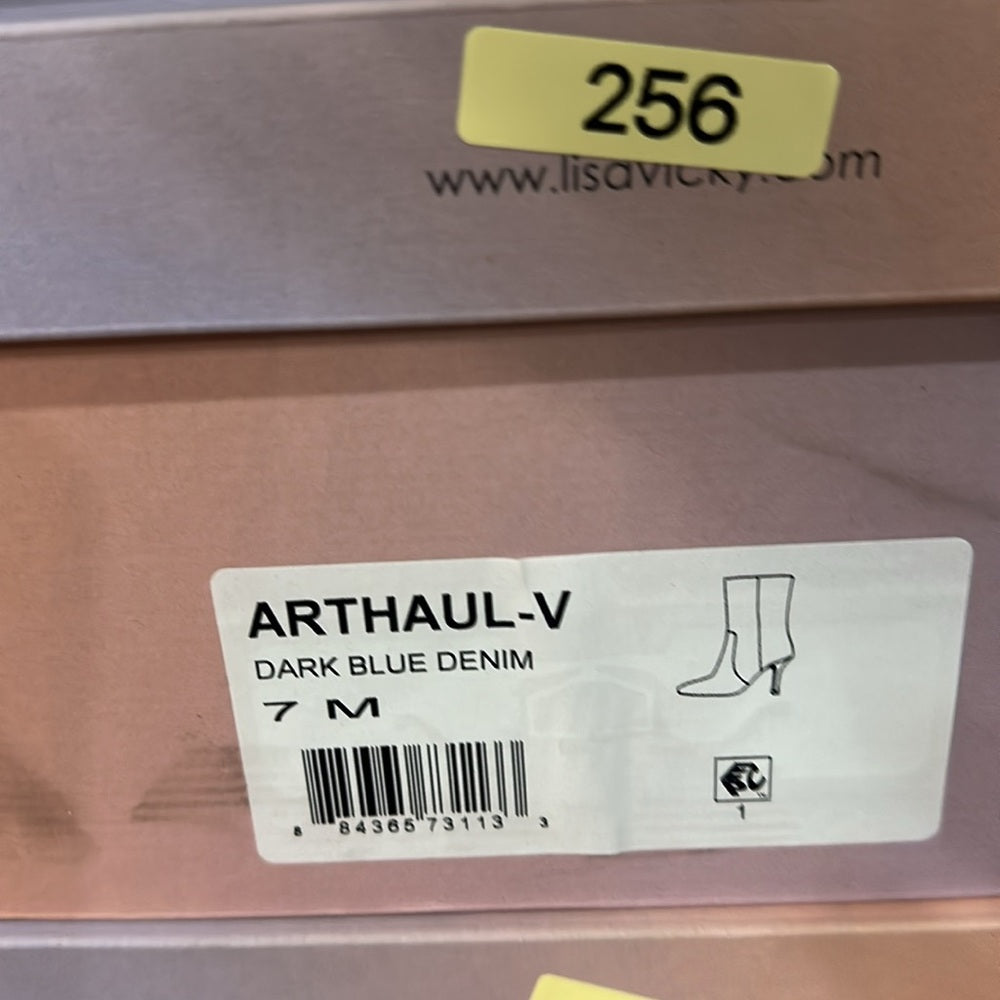 256
www.lisavicky.com
ARTHAUL-V
DARK BLUE DENIM
7 M
8 84365 73113 3
1